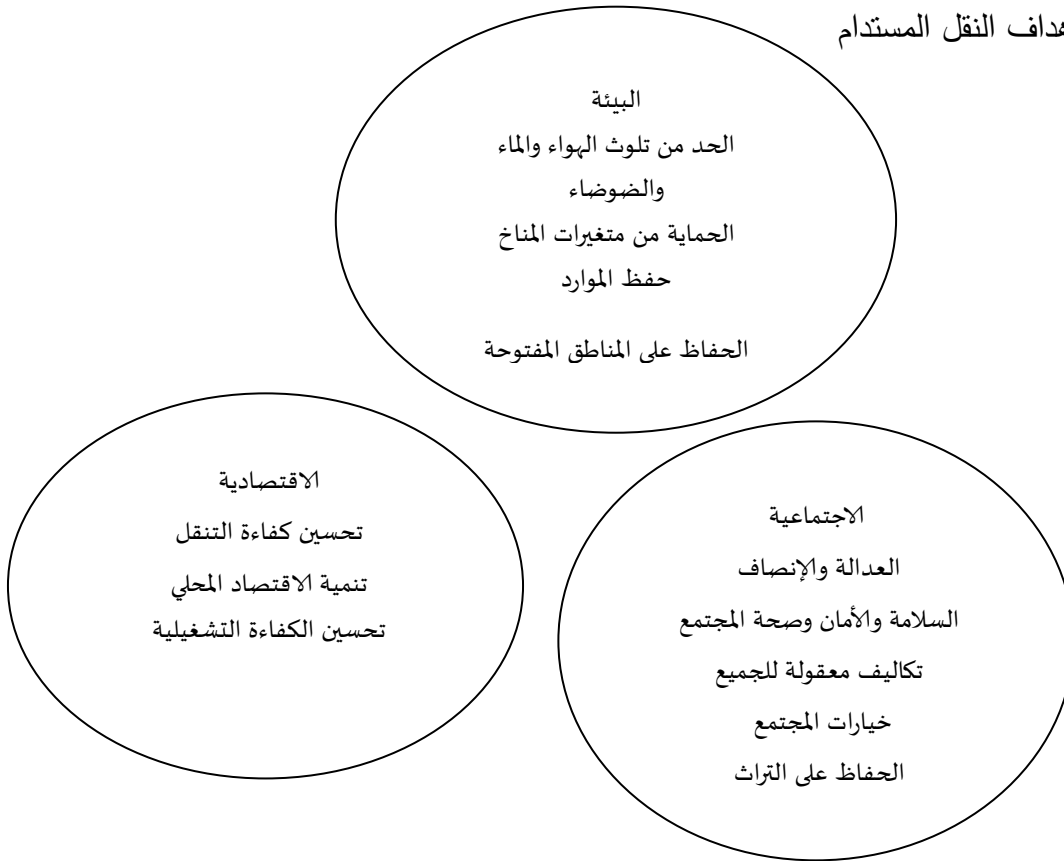 هداف النقل المستدام
البيئة
الحد من تلوث الهواء والماء
والضوضاء
الحماية من متغيرات المناخ
حفظ الموارد
الحفاظ على المناطق المفتوحة
الاجتماعية
العدالة والإنصاف
السلامة والأمان وصحة المجتمع
تكاليف معقولة للجميع
خيارات المجتمع
الحفاظ على التراث
الاقتصادية
تحسين كفاءة التنقل
تنمية الاقتصاد المحلي
تحسين الكفاءة التشغيلية